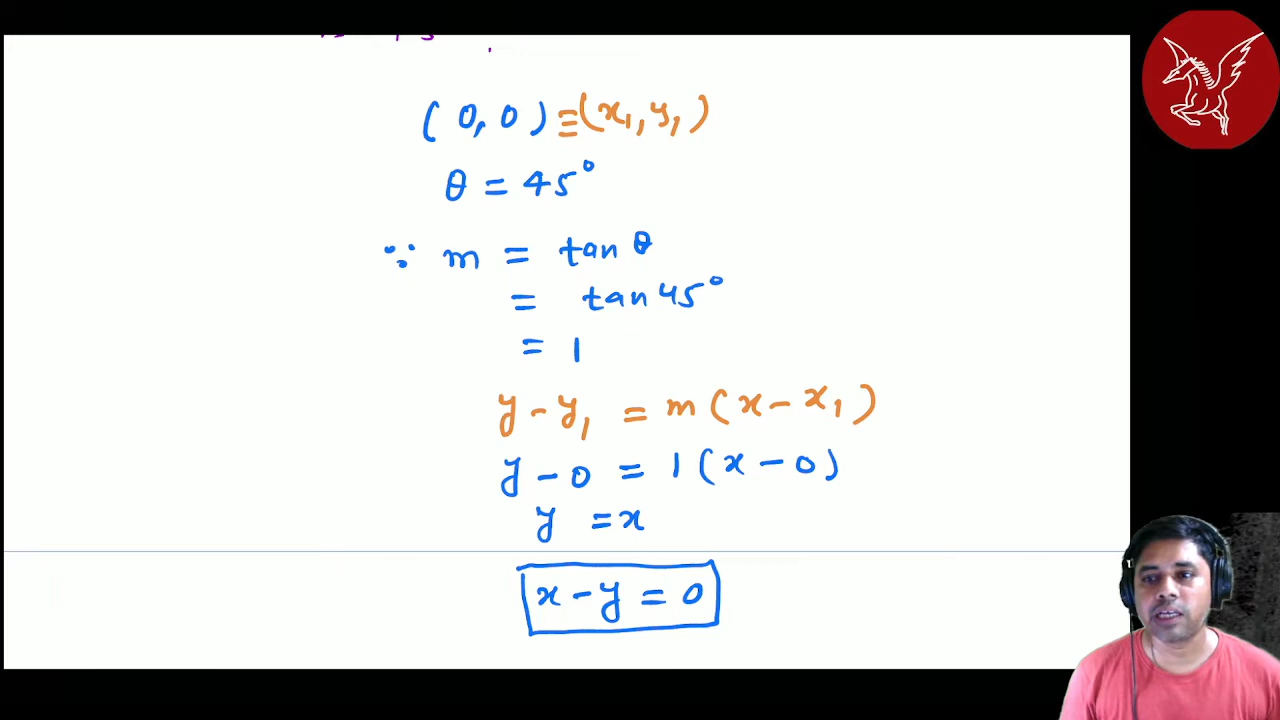 (0,0) ≡ (x₁, y₁)
θ = 45°
∵ m = tan θ
= tan 45°
= 1
y - y₁ = m(x - x₁)
y - 0 = 1(x - 0)
y = x
x - y = 0